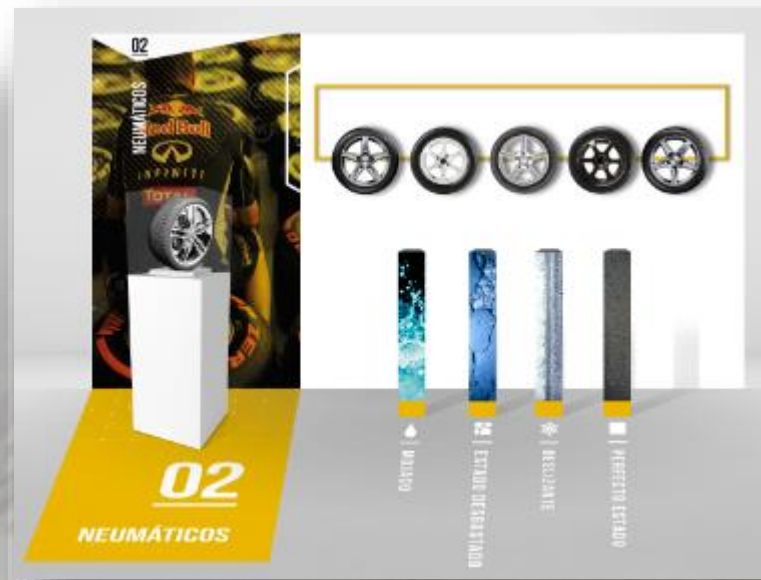 02
NEUMÁTICOS
Red Bull
INFINITI
TOTAL
02
NEUMÁTICOS
MOJADO
ESTADO DESGASTADO
DESLIZANTE
PERFECTO ESTADO